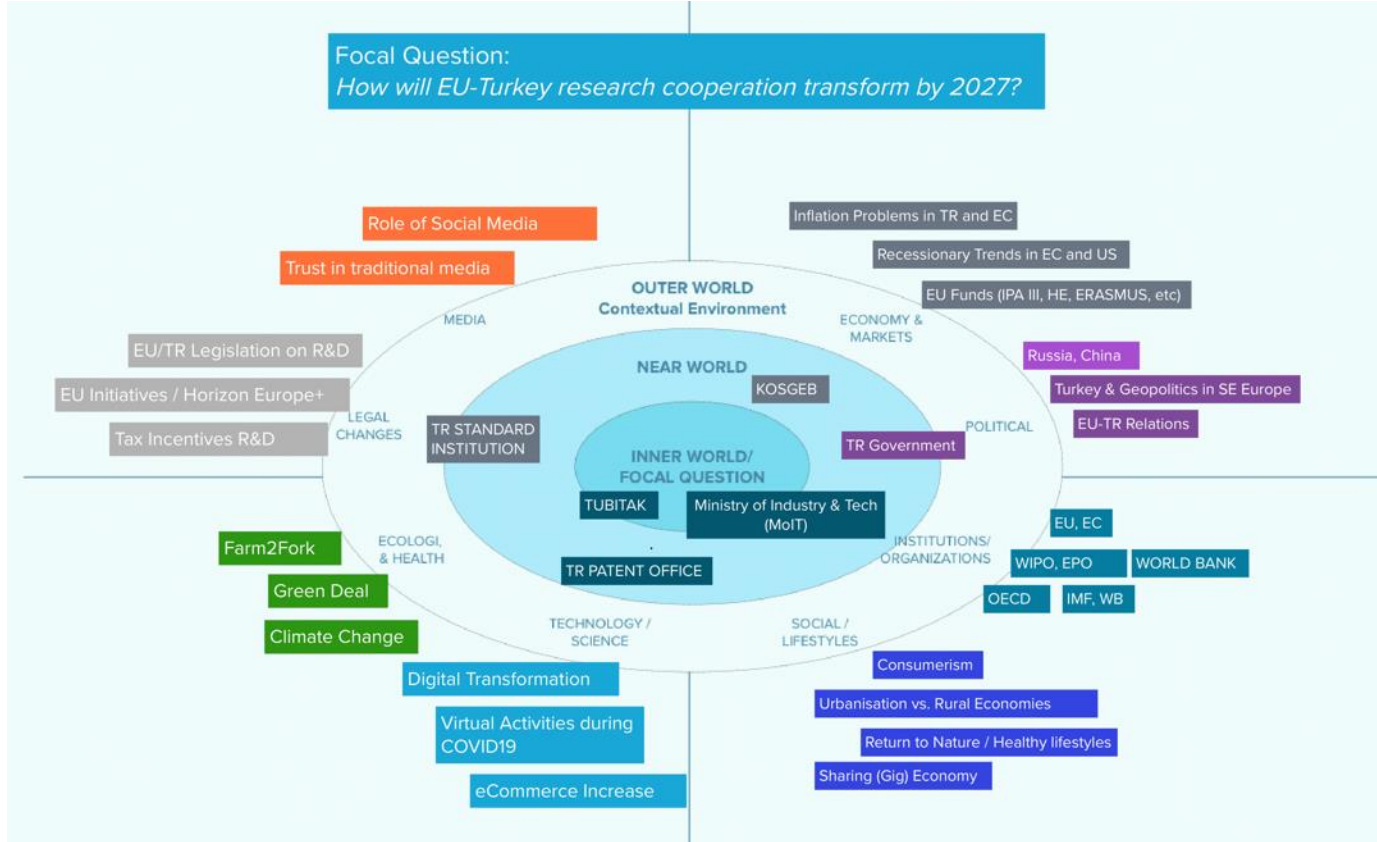 Focal Question:
How will EU-Turkey research cooperation transform by 2027?
Role of Social Media
Trust in traditional media
Inflation Problems in TR and EC
Recessionary Trends in EC and US
EU Funds (IPA III, HE, ERASMUS, etc)
OUTER WORLD
Contextual Environment
MEDIA
ECONOMY &
MARKETS
EU/TR Legislation on R&D
EU Initiatives / Horizon Europe+
Tax Incentives R&D
LEGAL
CHANGES
NEAR WORLD
KOSGEB
TR STANDARD
INSTITUTION
TR Government
POLITICAL
Russia, China
Turkey & Geopolitics in SE Europe
EU-TR Relations
INNER WORLD/
FOCAL QUESTION
TUBITAK
Ministry of Industry & Tech
(MoIT)
TR PATENT OFFICE
ECOLOGI,
& HEALTH
INSTITUTIONS/
ORGANIZATIONS
EU, EC
WIPO, EPO
WORLD BANK
OECD
IMF, WB
Farm2Fork
Green Deal
Climate Change
TECHNOLOGY /
SCIENCE
SOCIAL /
LIFESTYLES
Digital Transformation
Virtual Activities during
COVID19
eCommerce Increase
Consumerism
Urbanisation vs. Rural Economies
Return to Nature / Healthy lifestyles
Sharing (Gig) Economy